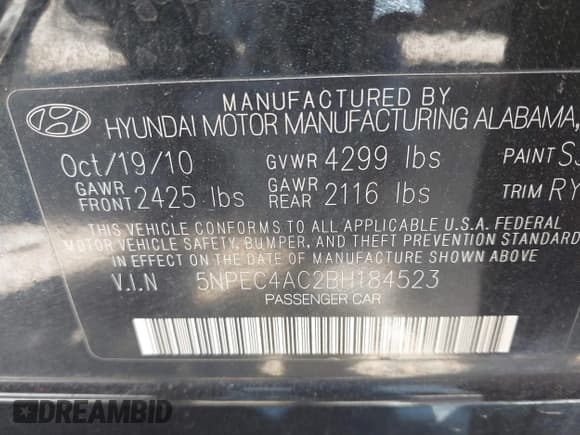 MANUFACTURED BY
HYUNDAI MOTOR MANUFACTURING ALABAMA,
Oct/19/10 GVWR 4299 lbs PAINT
GAWR FRONT 2425 lbs GAWR REAR 2116 lbs TRIM RY
THIS VEHICLE CONFORMS TO ALL APPLICABLE U.S.A. FEDERAL
MOTOR VEHICLE SAFETY, BUMPER, AND THEFT PREVENTION STANDARDS
IN EFFECT ON THE DATE OF MANUFACTURE SHOWN ABOVE
V.I.N 5NPEC4AC2BH184523
PASSENGER CAR
DREAMBID